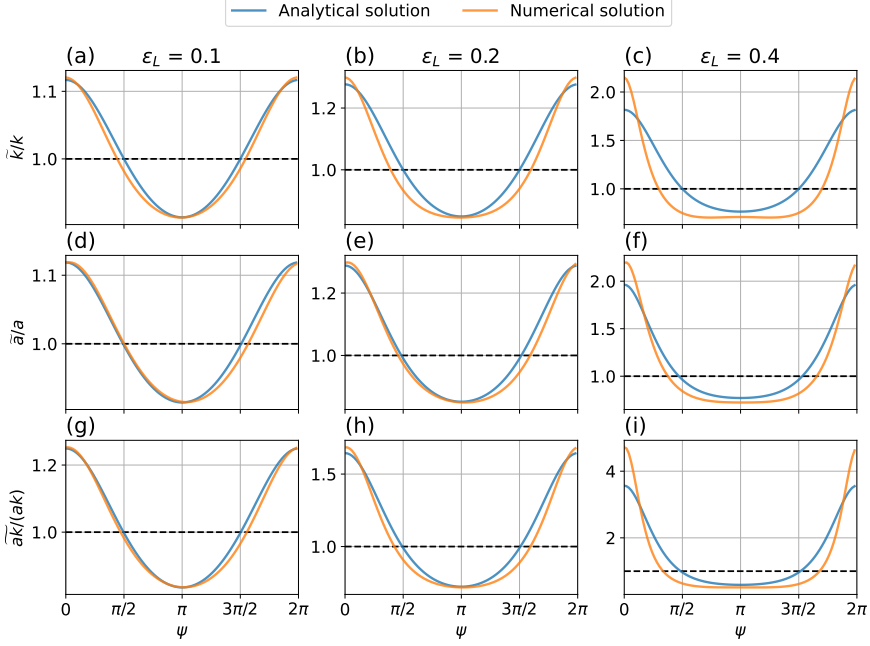 Analytical solution Numerical solution
(a) ε_L = 0.1 (b) ε_L = 0.2 (c) ε_L = 0.4
1.1 1.2 2.0
1.5
1.0 1.0 1.0
k̃/k
(d) (e) (f)
1.1 1.2 2.0
1.5
1.0 1.0 1.0
ã/a
(g) (h) (i)
1.2 1.5 4
2
1.0 1.0
a͠k/(ak)
0 π/2 π 3π/2 2π 0 π/2 π 3π/2 2π 0 π/2 π 3π/2 2π
ψ ψ ψ